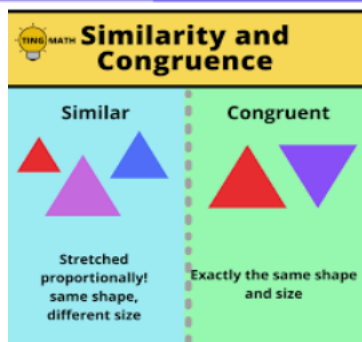 TING MATH
Similarity and
Congruence
Similar
Stretched
proportionally!
same shape,
different size
Congruent
Exactly the same shape
and size